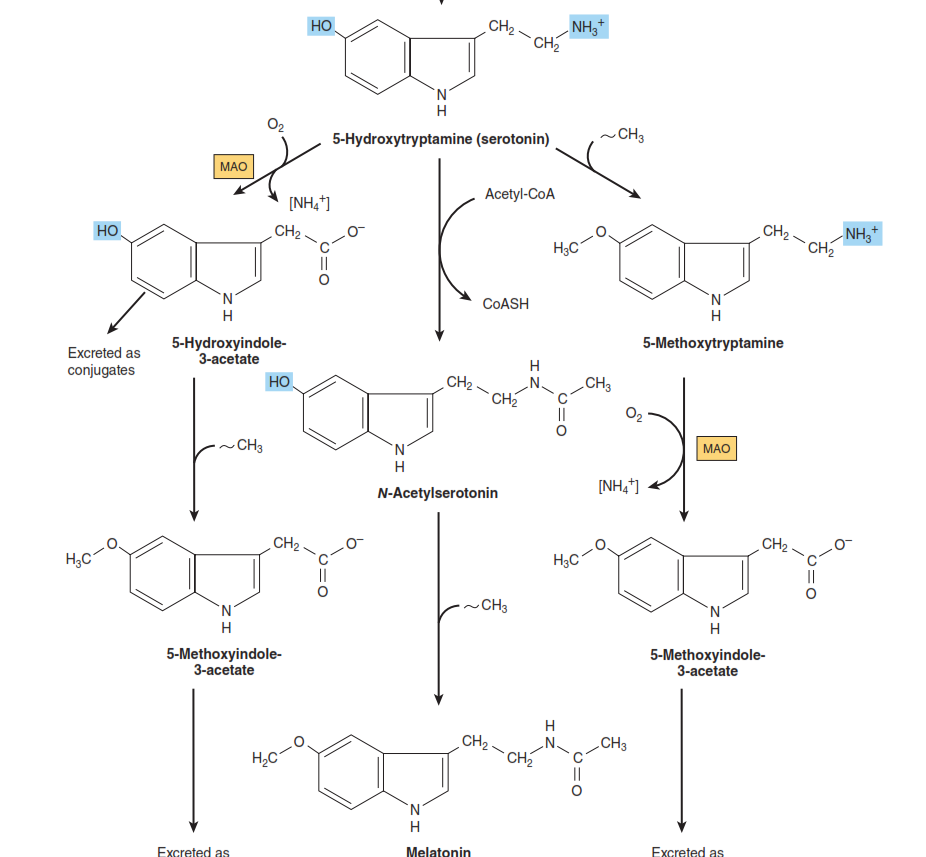 HO
CH₂
CH₂
NH₃⁺
N
H
5-Hydroxytryptamine (serotonin)
O₂
MAO
[NH₄⁺]
~CH₃
Acetyl-CoA
CoASH
HO
CH₂
C
O⁻
O
N
H
5-Hydroxyindole-
3-acetate
Excreted as
conjugates
H₃C
O
CH₂
CH₂
NH₃⁺
N
H
5-Methoxytryptamine
HO
CH₂
CH₂
H
N
C
CH₃
O
N
H
N-Acetylserotonin
~CH₃
O₂
MAO
[NH₄⁺]
H₃C
O
CH₂
C
O⁻
O
N
H
5-Methoxyindole-
3-acetate
~CH₃
H₃C
O
CH₂
C
O⁻
O
N
H
5-Methoxyindole-
3-acetate
H₂C
O
CH₂
CH₂
H
N
C
CH₃
O
N
H
Excreted as
Melatonin
Excreted as